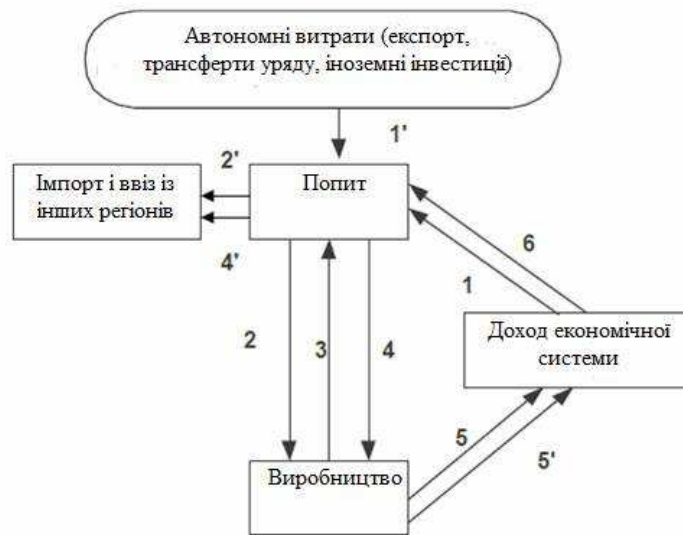 Автономні витрати (експорт,
трансферти уряду, іноземні інвестиції)
1'
2'
Імпорт і ввіз із
інших регіонів
Попит
4'
6
1
2
3
4
Доход економічної
системи
5
5'
Виробництво